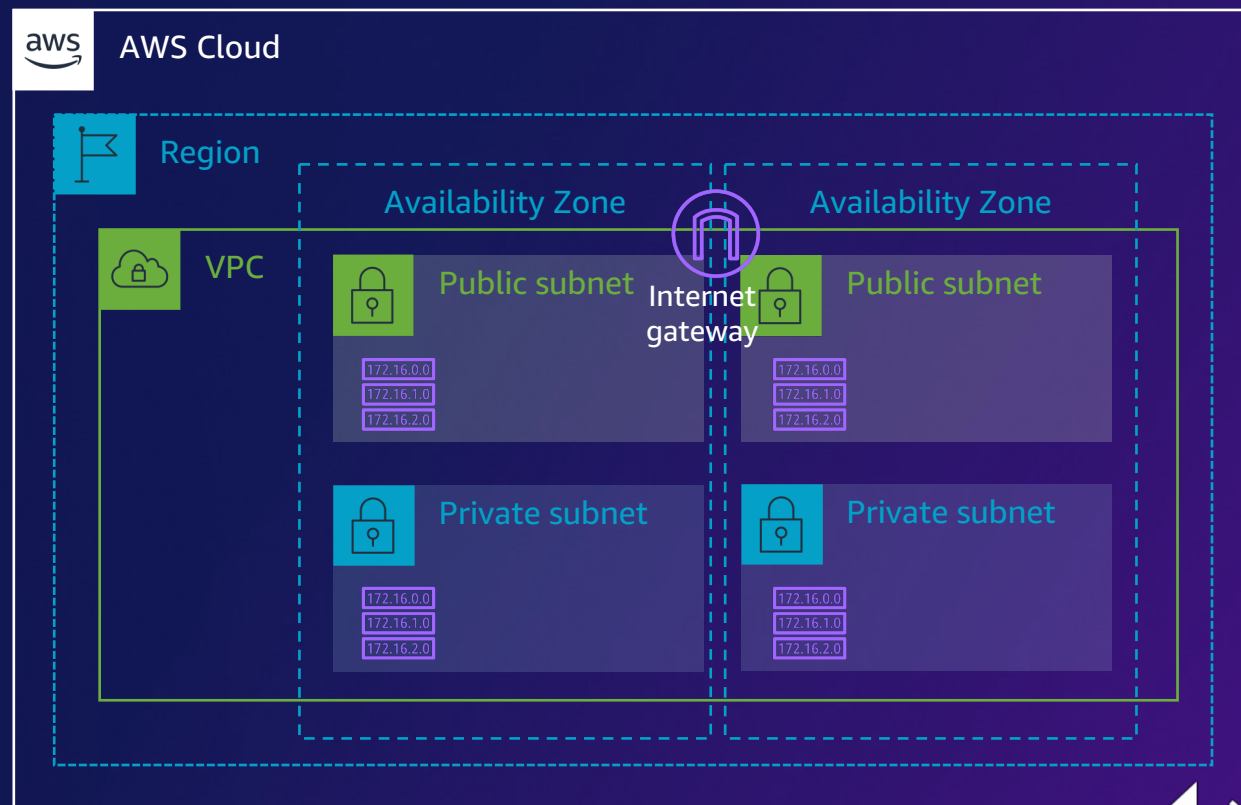 aws
AWS Cloud
Region
Availability Zone
Availability Zone
VPC
Public subnet
Internet
gateway
Public subnet
172.16.0.0
172.16.1.0
172.16.2.0
172.16.0.0
172.16.1.0
172.16.2.0
Private subnet
Private subnet
172.16.0.0
172.16.1.0
172.16.2.0
172.16.0.0
172.16.1.0
172.16.2.0